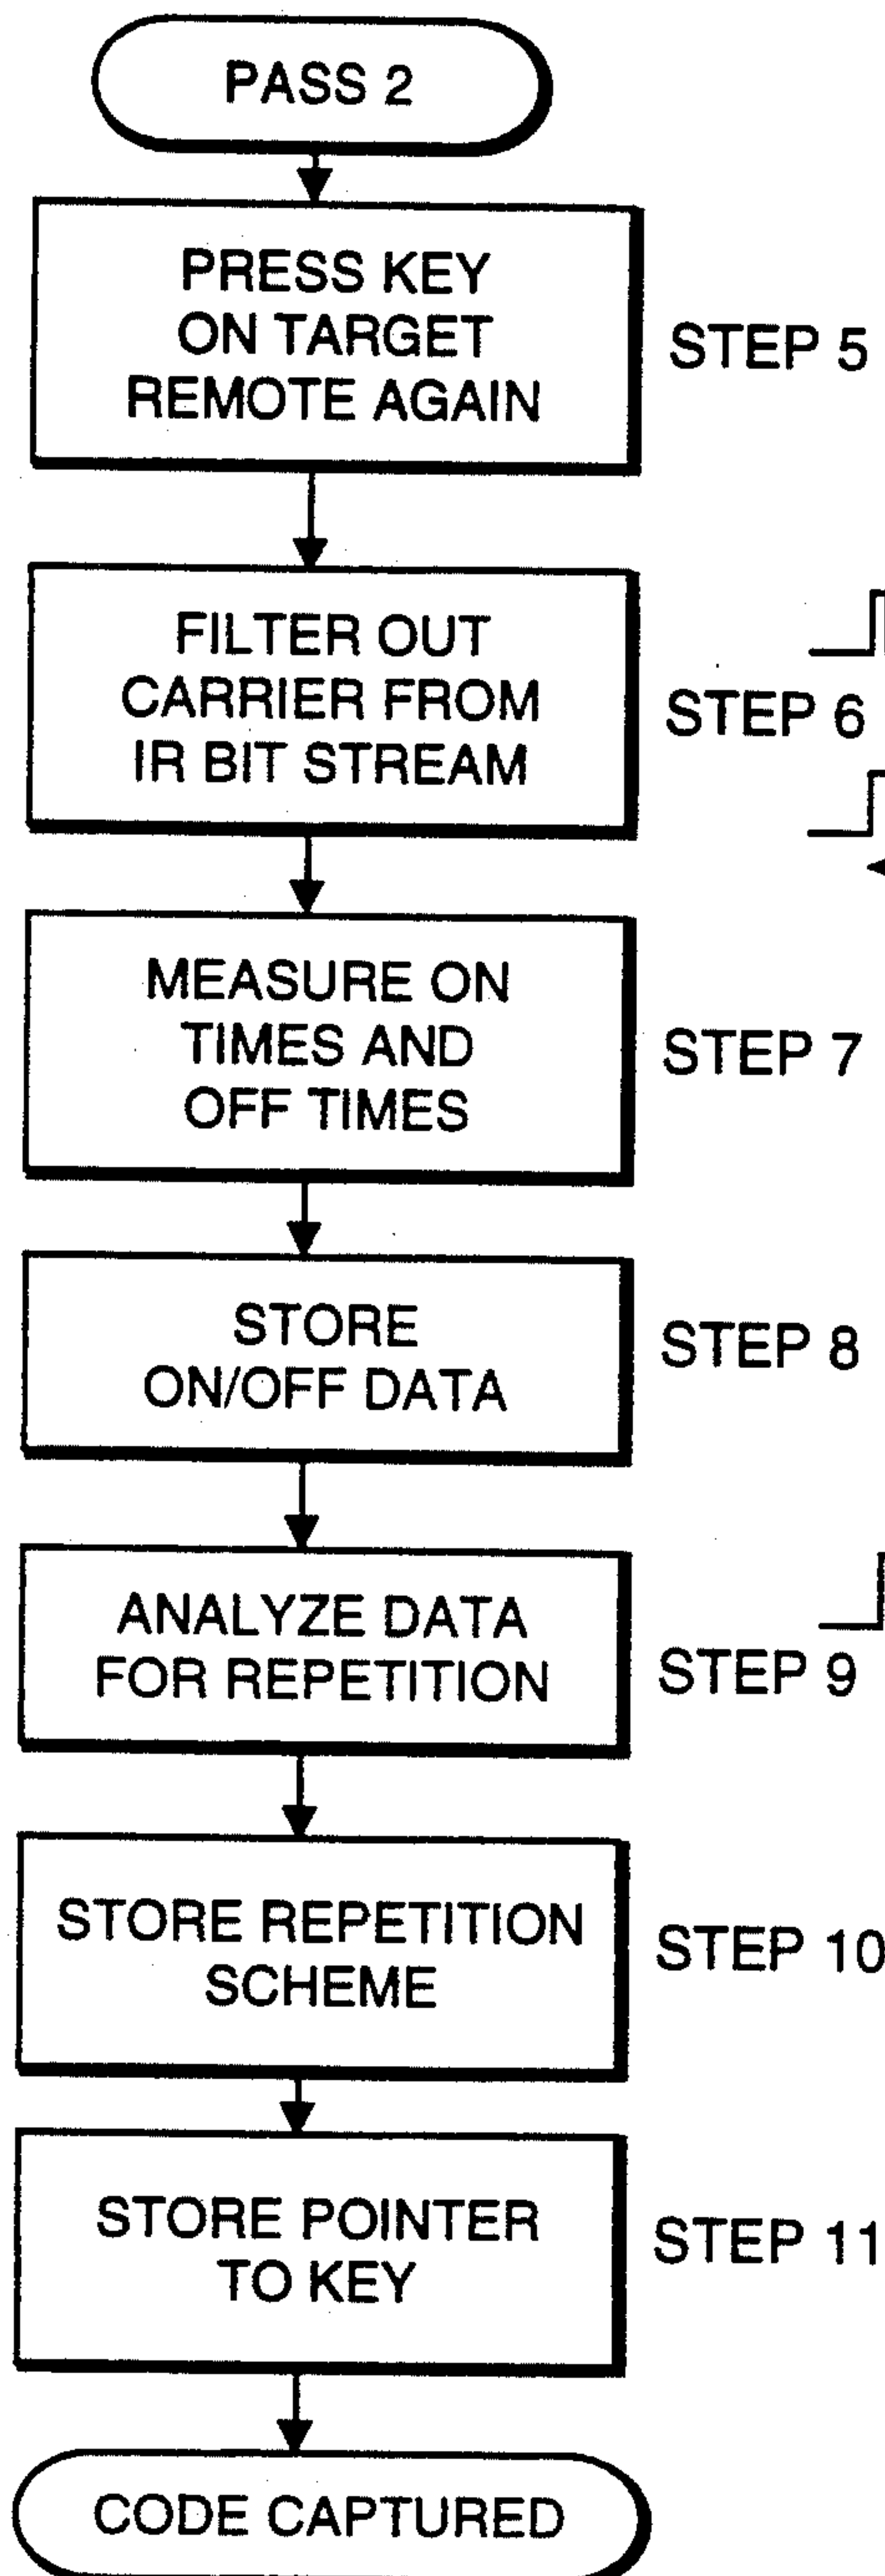 PASS 2
PRESS KEY
ON TARGET
REMOTE AGAIN
STEP 5
FILTER OUT
CARRIER FROM
IR BIT STREAM
STEP 6
MEASURE ON
TIMES AND
OFF TIMES
STEP 7
STORE
ON/OFF DATA
STEP 8
ANALYZE DATA
FOR REPETITION
STEP 9
STORE REPETITION
SCHEME
STEP 10
STORE POINTER
TO KEY
STEP 11
CODE CAPTURED